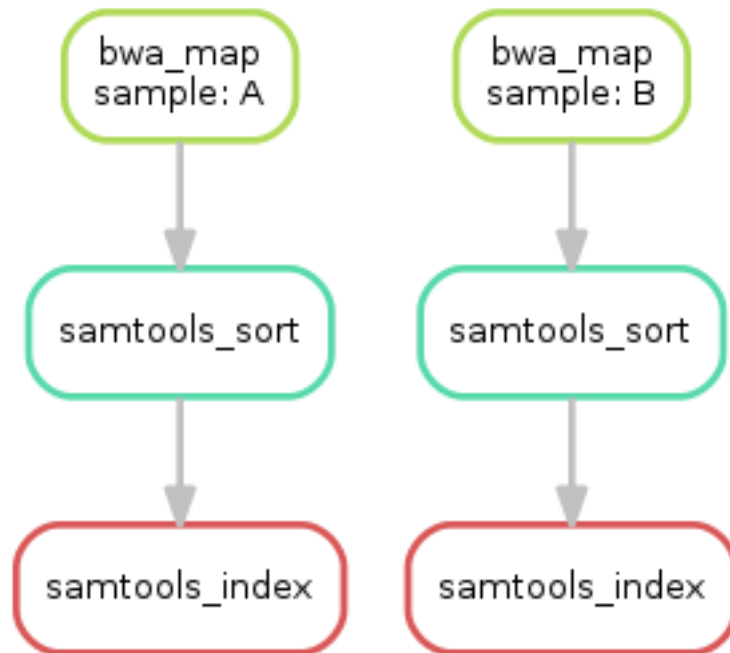 bwa_map
sample: A
bwa_map
sample: B
samtools_sort
samtools_sort
samtools_index
samtools_index